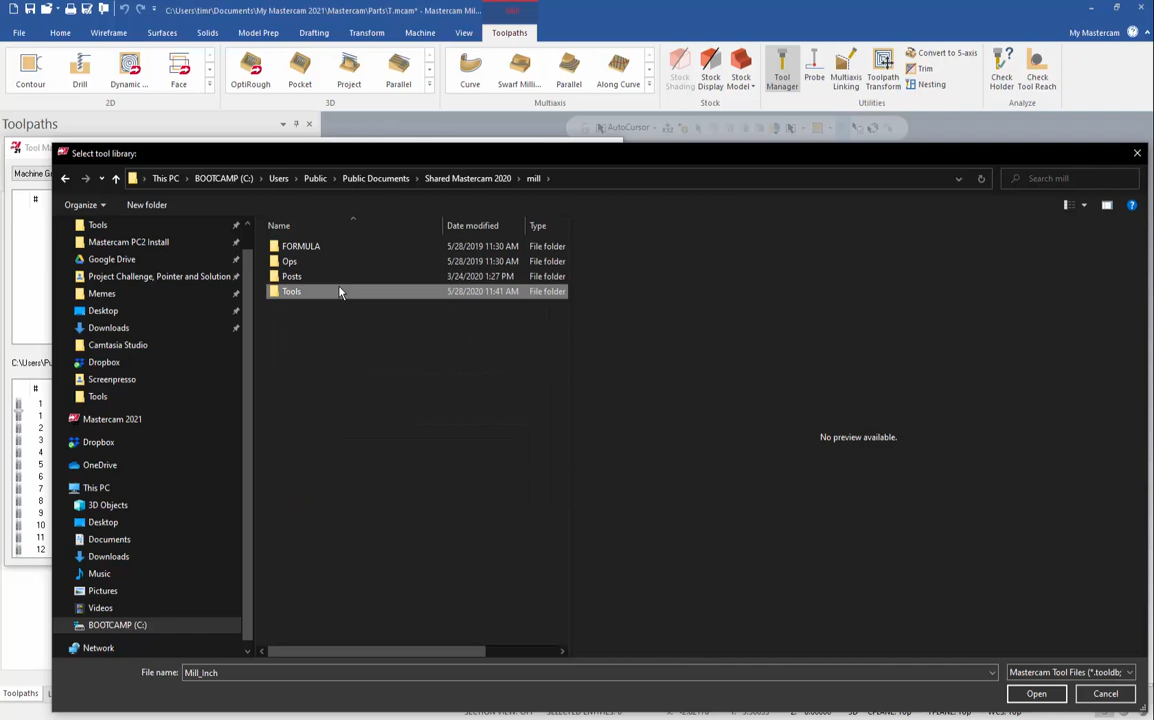 C:\Users\timr\Documents\My Mastercam 2021\Mastercam\Parts\T.mcam* - Mastercam Mill...
Mill
File Home Wireframe Surfaces Solids Model Prep Drafting Transform Machine View Toolpaths My Mastercam
Contour Drill Dynamic ... Face OptiRough Pocket Project Parallel Curve Swarf Milli... Parallel Along Curve Stock Shading Stock Display Stock Model Tool Manager Probe Multiaxis Linking Toolpath Transform Convert to 5-axis Trim Nesting Check Holder Check Tool Reach
2D 3D Multiaxis Stock Utilities Analyze
Toolpaths
AutoCursor
Tool Ma
Machine Gr
#
C:\Users\Pu
#
1
1
2
3
4
5
6
7
8
9
10
11
12
Select tool library:
This PC > BOOTCAMP (C:) > Users > Public > Public Documents > Shared Mastercam 2020 > mill >
Search mill
Organize New folder
Tools
Mastercam PC2 Install
Google Drive
Project Challenge, Pointer and Solution
Memes
Desktop
Downloads
Camtasia Studio
Dropbox
Screenpresso
Tools
Mastercam 2021
Dropbox
OneDrive
This PC
3D Objects
Desktop
Documents
Downloads
Music
Pictures
Videos
BOOTCAMP (C:)
Network
Name Date modified Type
FORMULA 5/28/2019 11:30 AM File folder
Ops 5/28/2019 11:30 AM File folder
Posts 3/24/2020 1:27 PM File folder
Tools 5/28/2020 11:41 AM File folder
No preview available.
File name: Mill_Inch
Mastercam Tool Files (*.tooldb;
Open Cancel
Toolpaths